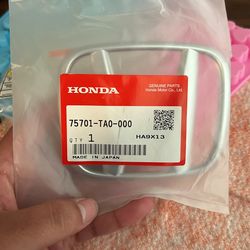 HONDA
GENUINE PARTS
Honda Motor Co., Ltd.
75701-TA0-000
QTY 1 HA9X13
MADE IN JAPAN